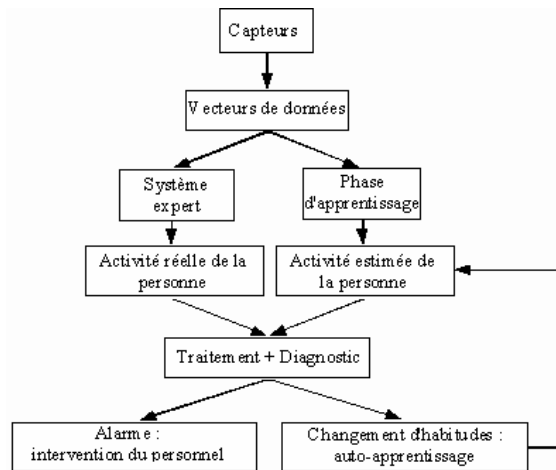 Capteurs
Vecteurs de données
Système
expert
Phase
d'apprentissage
Activité réelle de la
personne
Activité estimée de
la personne
Traitement + Diagnostic
Alarme :
intervention du personnel
Changement d'habitudes :
auto-apprentissage